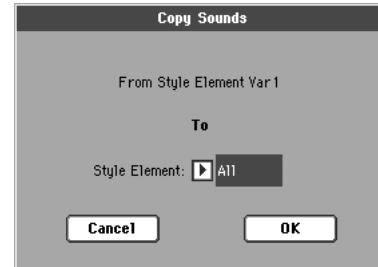 Copy Sounds
From Style Element Var1
To
Style Element: All
Cancel OK